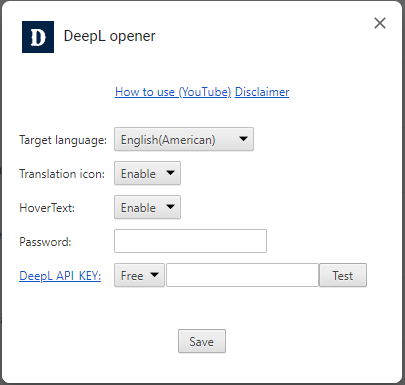 D DeepL opener
How to use (YouTube) Disclaimer
Target language: English(American)
Translation icon: Enable
HoverText: Enable
Password:
DeepL API KEY: Free Test
Save